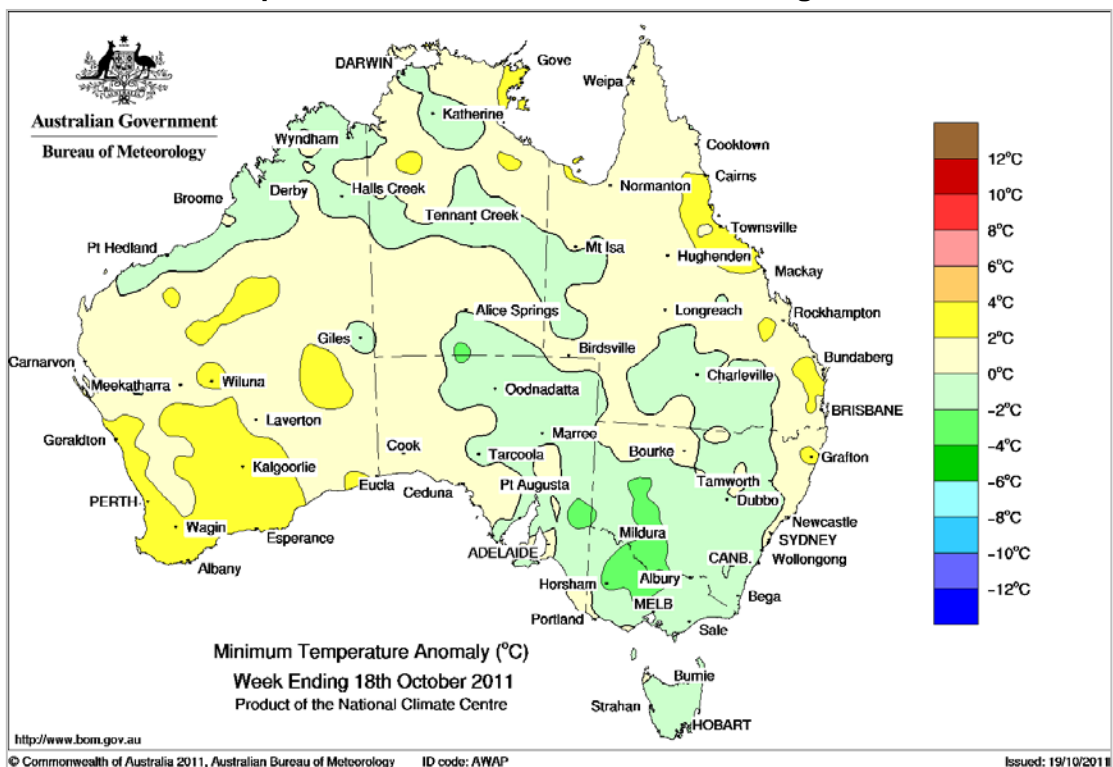 Australian Government
Bureau of Meteorology
DARWIN
Gove
Weipa
Katherine
Wyndham
Cooktown
Cairns
Derby
Halls Creek
Normanton
Broome
Tennant Creek
Townsville
Pt Hedland
Mt Isa
Hughenden
Mackay
Alice Springs
Longreach
Rockhampton
Giles
Birdsville
Bundaberg
Carnarvon
Meekatharra
Wiluna
Oodnadatta
Charleville
BRISBANE
Laverton
Geraldton
Cook
Marree
Bourke
Grafton
Kalgoorlie
Tarcoola
Eucla
Ceduna
Pt Augusta
Tamworth
Dubbo
PERTH
Wagin
Esperance
Mildura
Newcastle
SYDNEY
ADELAIDE
CANB.
Wollongong
Albany
Horsham
Albury
Bega
MELB
Portland
Sale
Burnie
Strahan
HOBART
12°C
10°C
8°C
6°C
4°C
2°C
0°C
-2°C
-4°C
-6°C
-8°C
-10°C
-12°C
Minimum Temperature Anomaly (°C)
Week Ending 18th October 2011
Product of the National Climate Centre
http://www.bom.gov.au
© Commonwealth of Australia 2011, Australian Bureau of Meteorology ID code: AWAP Issued: 19/10/2011